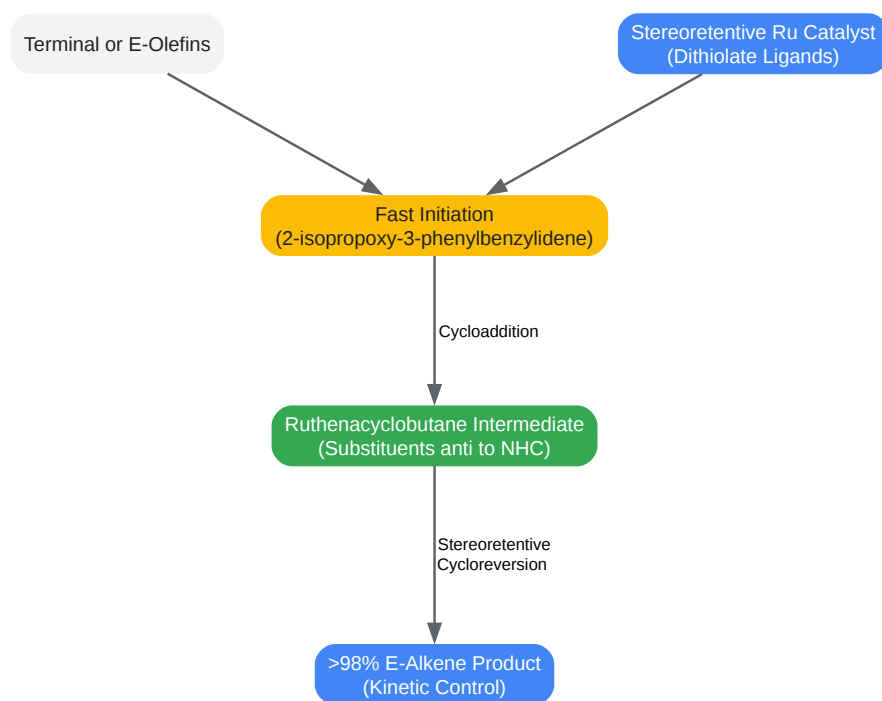 Terminal or E-Olefins
Stereoretentive Ru Catalyst
(Dithiolate Ligands)
Fast Initiation
(2-isopropoxy-3-phenylbenzylidene)
Cycloaddition
Ruthenacyclobutane Intermediate
(Substituents anti to NHC)
Stereoretentive
Cycloreversion
>98% E-Alkene Product
(Kinetic Control)